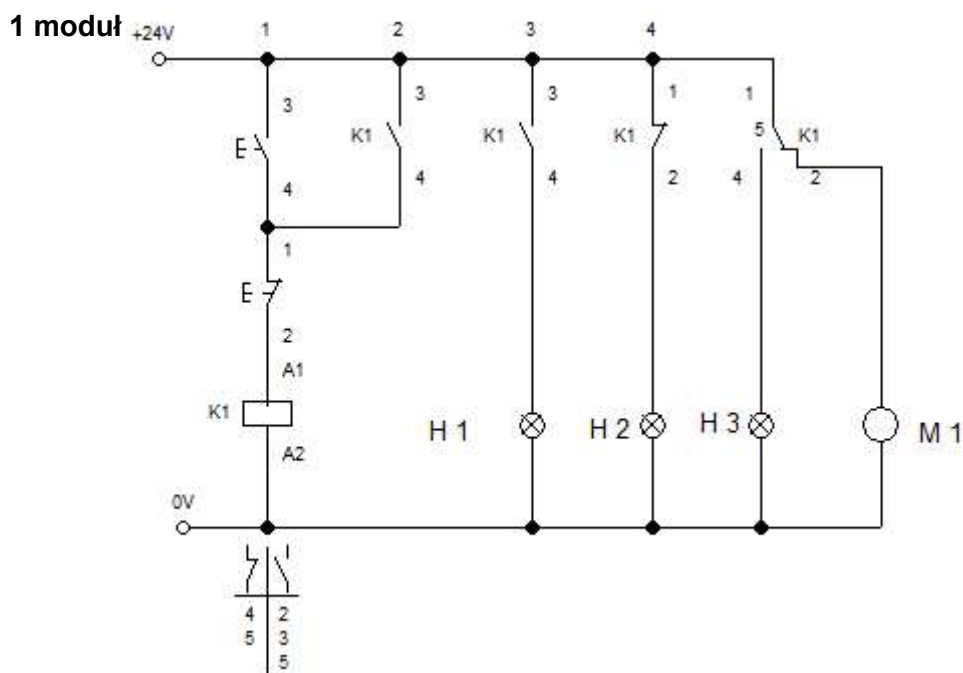 1 moduł
+24V 1 2 3 4
3 3 3 1 1
E K1 K1 K1 5 K1
4 4 4 2 4 2
1
E
2
A1
K1
H 1 H 2 H 3 M 1
A2
0V
4 2
5 3
5